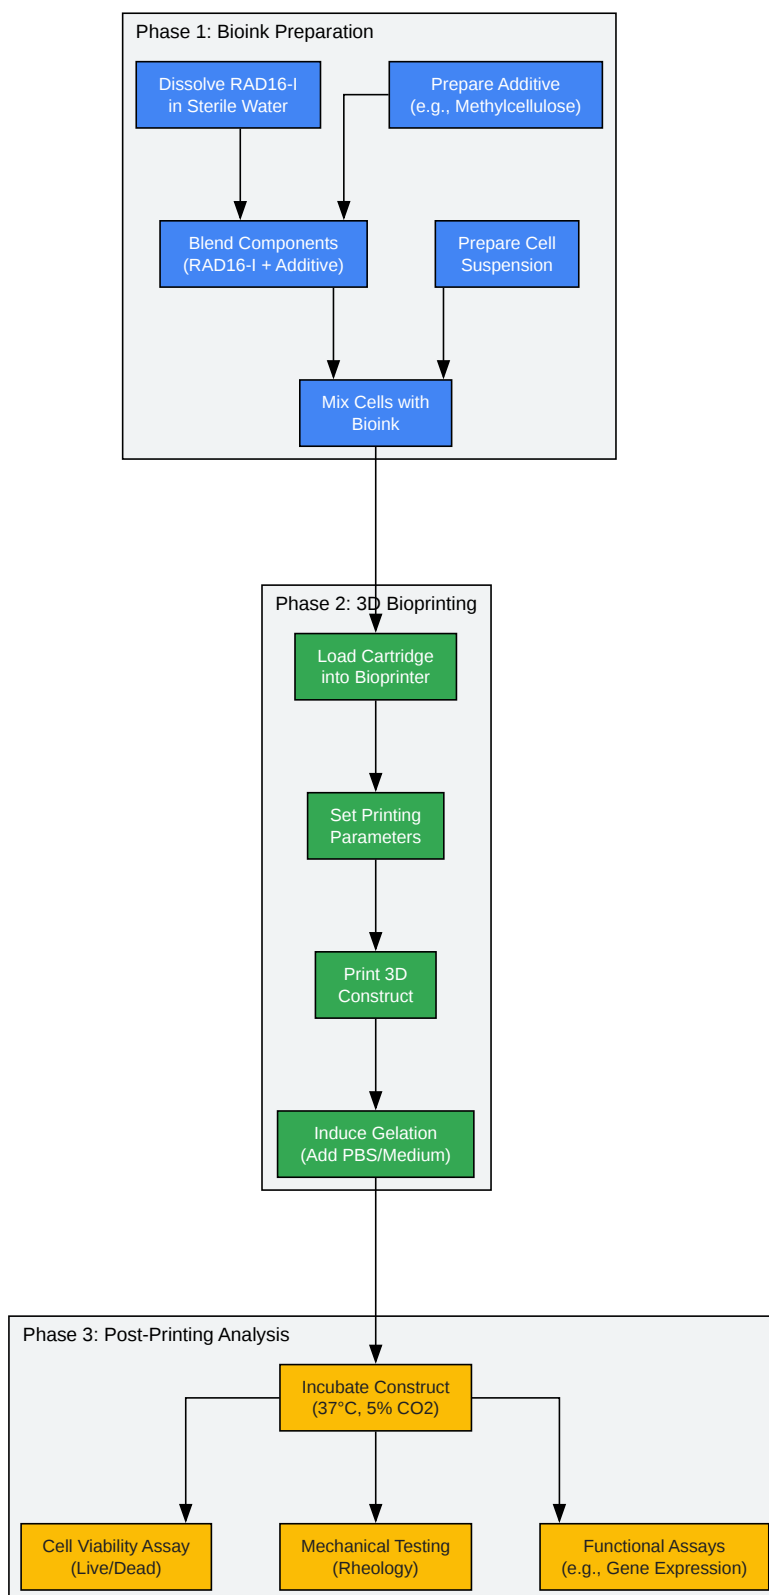 Phase 1: Bioink Preparation
Dissolve RAD16-I
in Sterile Water
Prepare Additive
(e.g., Methylcellulose)
Blend Components
(RAD16-I + Additive)
Prepare Cell
Suspension
Mix Cells with
Bioink
Phase 2: 3D Bioprinting
Load Cartridge
into Bioprinter
Set Printing
Parameters
Print 3D
Construct
Induce Gelation
(Add PBS/Medium)
Phase 3: Post-Printing Analysis
Incubate Construct
(37°C, 5% CO2)
Cell Viability Assay
(Live/Dead)
Mechanical Testing
(Rheology)
Functional Assays
(e.g., Gene Expression)